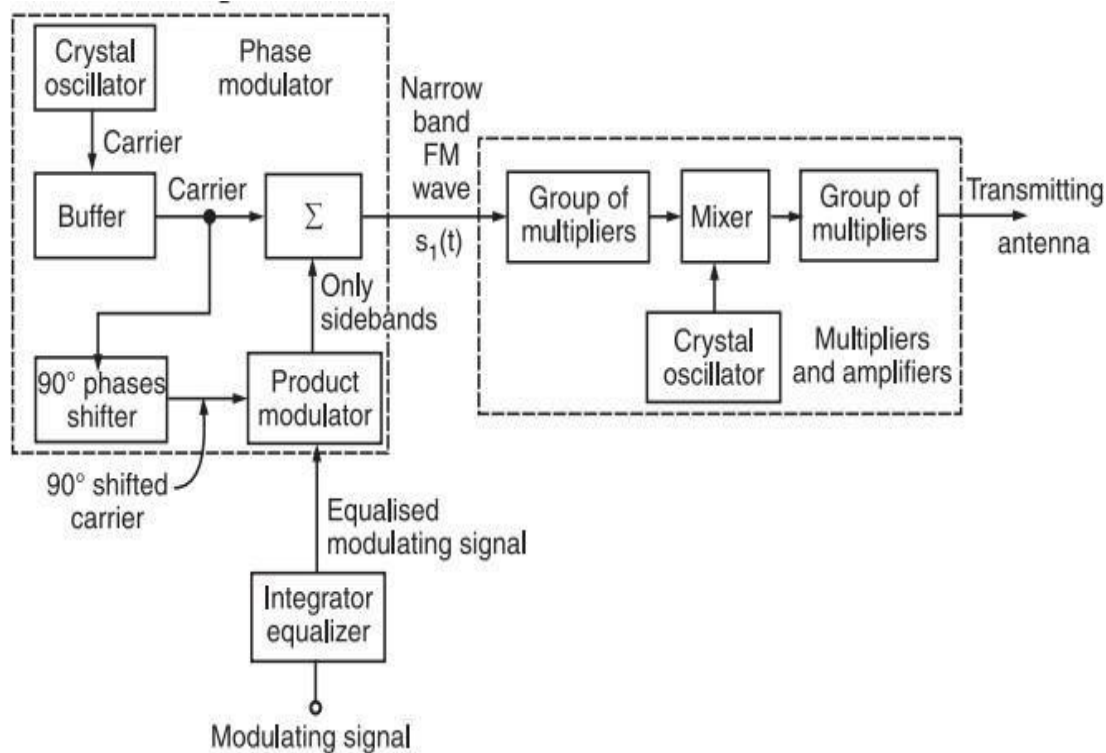 Crystal
oscillator
Phase
modulator
Carrier
Buffer
Carrier
Σ
Only
sidebands
90° phases
shifter
Product
modulator
90° shifted
carrier
Equalised
modulating signal
Integrator
equalizer
Modulating signal
Narrow
band
FM
wave
s1(t)
Group of
multipliers
Mixer
Group of
multipliers
Crystal
oscillator
Multipliers
and amplifiers
Transmitting
antenna